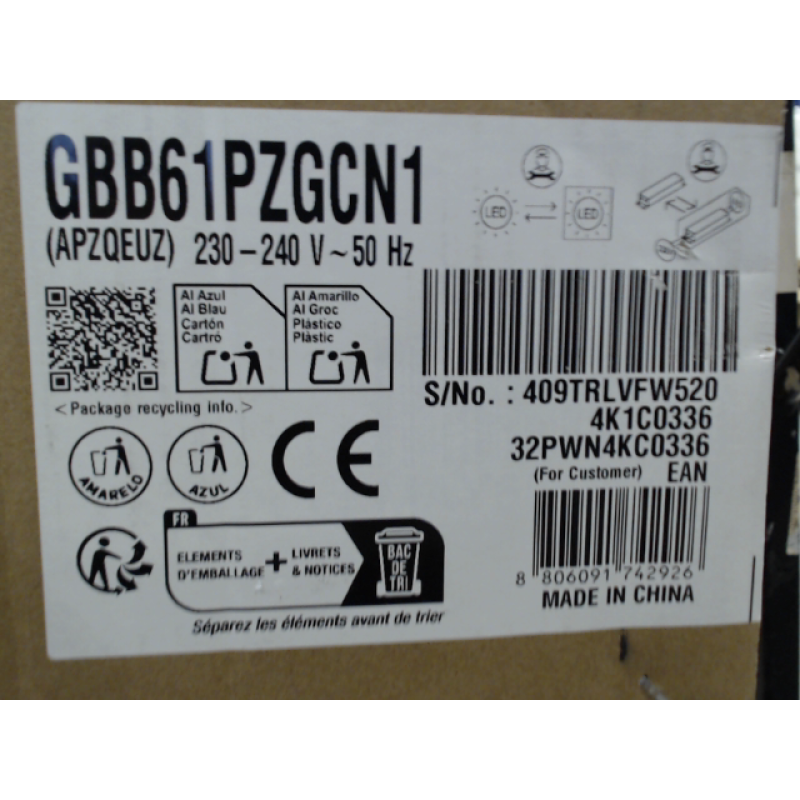 GBB61PZGCN1
(APZQEUZ) 230-240 V ~ 50 Hz
LED LED
Al Azul
Al Blau
Cartón
Cartró
Al Amarillo
Al Groc
Plástico
Plàstic
<Package recycling info.>
S/No. : 409TRLVFW520
4K1C0336
32PWN4KC0336
(For Customer) EAN
AMARELO
AZUL
CE
FR
ELEMENTS
D'EMBALLAGE
+
LIVRETS
& NOTICES
BAC
DE
TRI
Séparez les éléments avant de trier
8 806091 742926
MADE IN CHINA